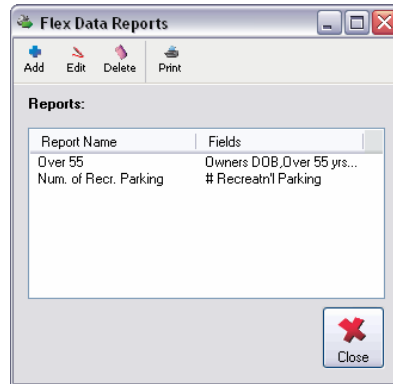 Flex Data Reports
Add Edit Delete Print
Reports:
Report Name Fields
Over 55 Owners DOB,Over 55 yrs...
Num. of Recr. Parking # Recreatn'l Parking
Close